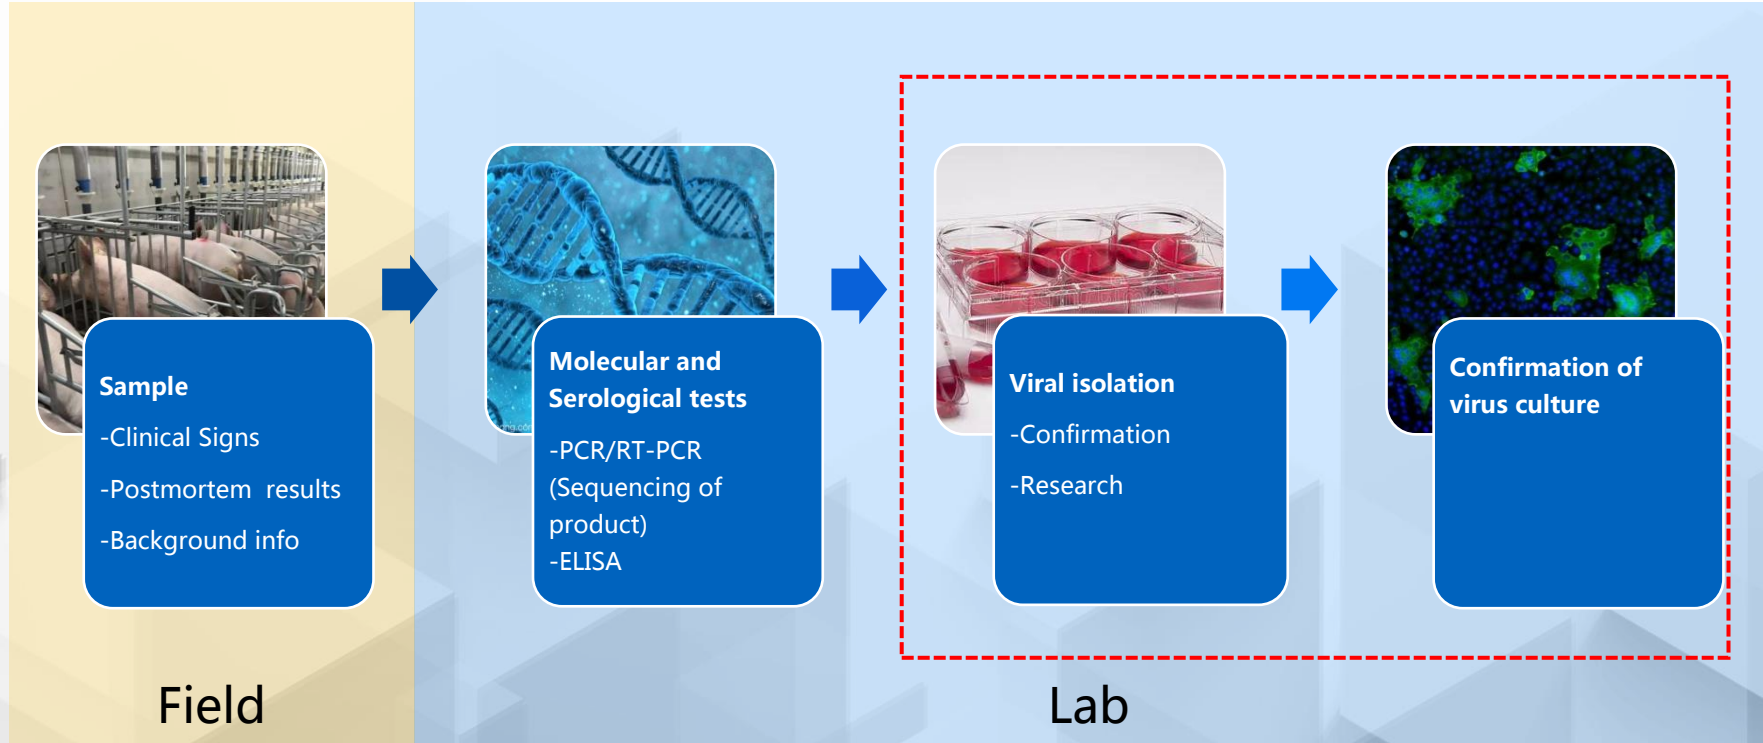 Sample
-Clinical Signs
-Postmortem results
-Background info
Molecular and
Serological tests
-PCR/RT-PCR
(Sequencing of
product)
-ELISA
Viral isolation
-Confirmation
-Research
Confirmation of
virus culture
Field
Lab